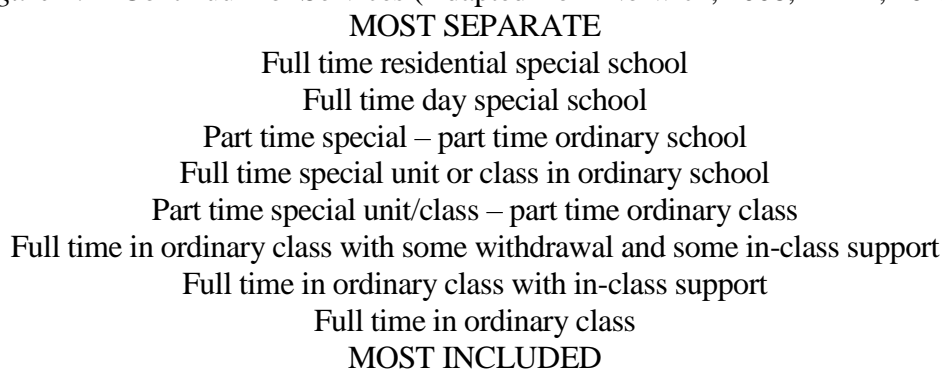 MOST SEPARATE
Full time residential special school
Full time day special school
Part time special – part time ordinary school
Full time special unit or class in ordinary school
Part time special unit/class – part time ordinary class
Full time in ordinary class with some withdrawal and some in-class support
Full time in ordinary class with in-class support
Full time in ordinary class
MOST INCLUDED